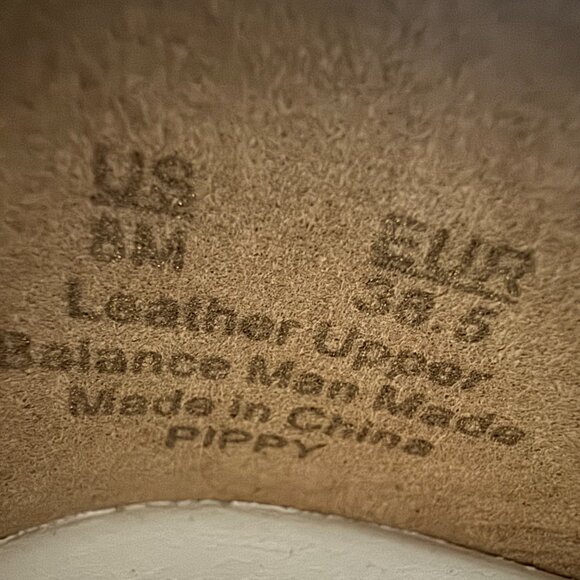 US
8M
EUR
38.5
Leather Upper
Balance Man Made
Made in China
PIPPY